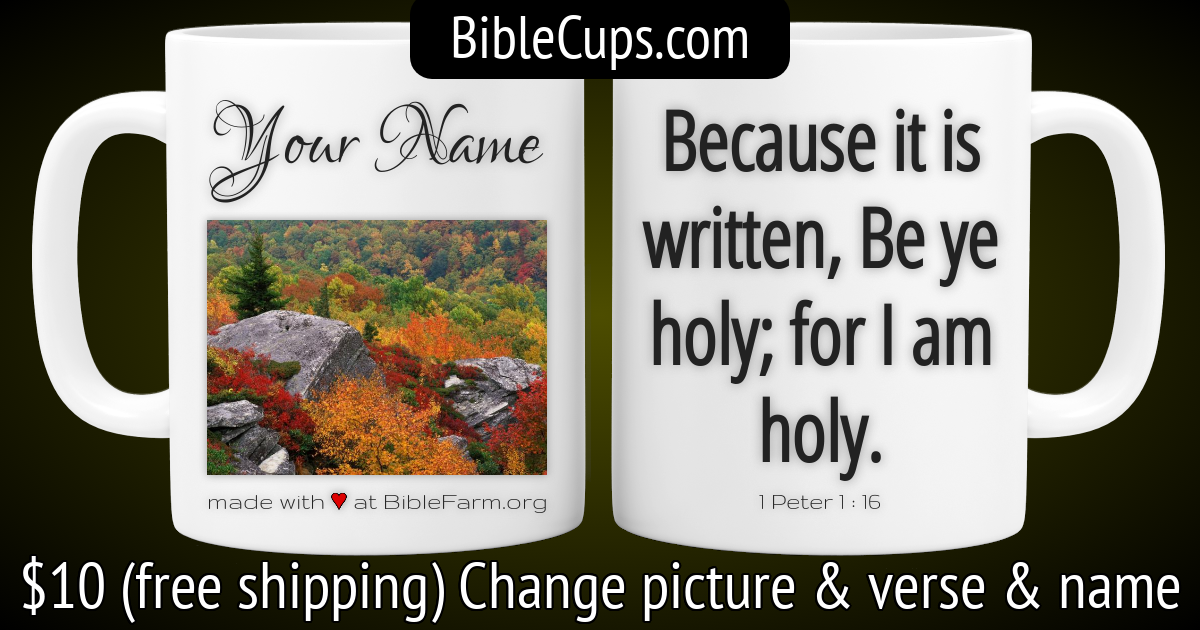 BibleCups.com
Your Name
made with ♥ at BibleFarm.org
Because it is
written, Be ye
holy; for I am
holy.
1 Peter 1 : 16
$10 (free shipping) Change picture & verse & name